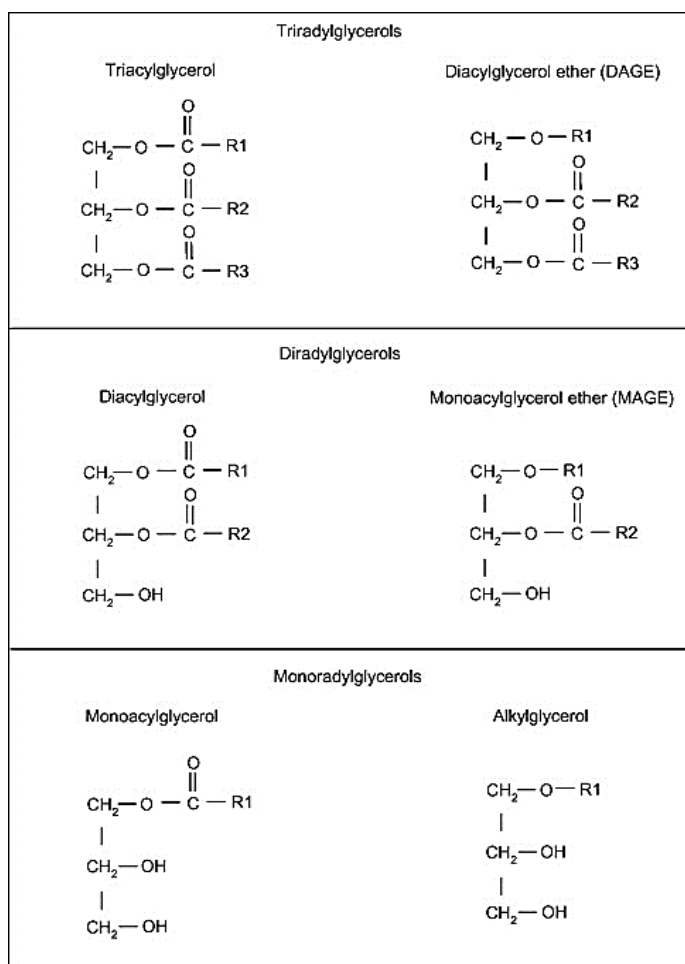 Triradylglycerols
Triacylglycerol
O
CH₂—O—C—R1
O
CH₂—O—C—R2
O
CH₂—O—C—R3
Diacylglycerol ether (DAGE)
CH₂—O—R1
O
CH₂—O—C—R2
O
CH₂—O—C—R3
Diradylglycerols
Diacylglycerol
O
CH₂—O—C—R1
O
CH₂—O—C—R2
CH₂—OH
Monoacylglycerol ether (MAGE)
CH₂—O—R1
O
CH₂—O—C—R2
CH₂—OH
Monoradylglycerols
Monoacylglycerol
O
CH₂—O—C—R1
CH₂—OH
CH₂—OH
Alkylglycerol
CH₂—O—R1
CH₂—OH
CH₂—OH